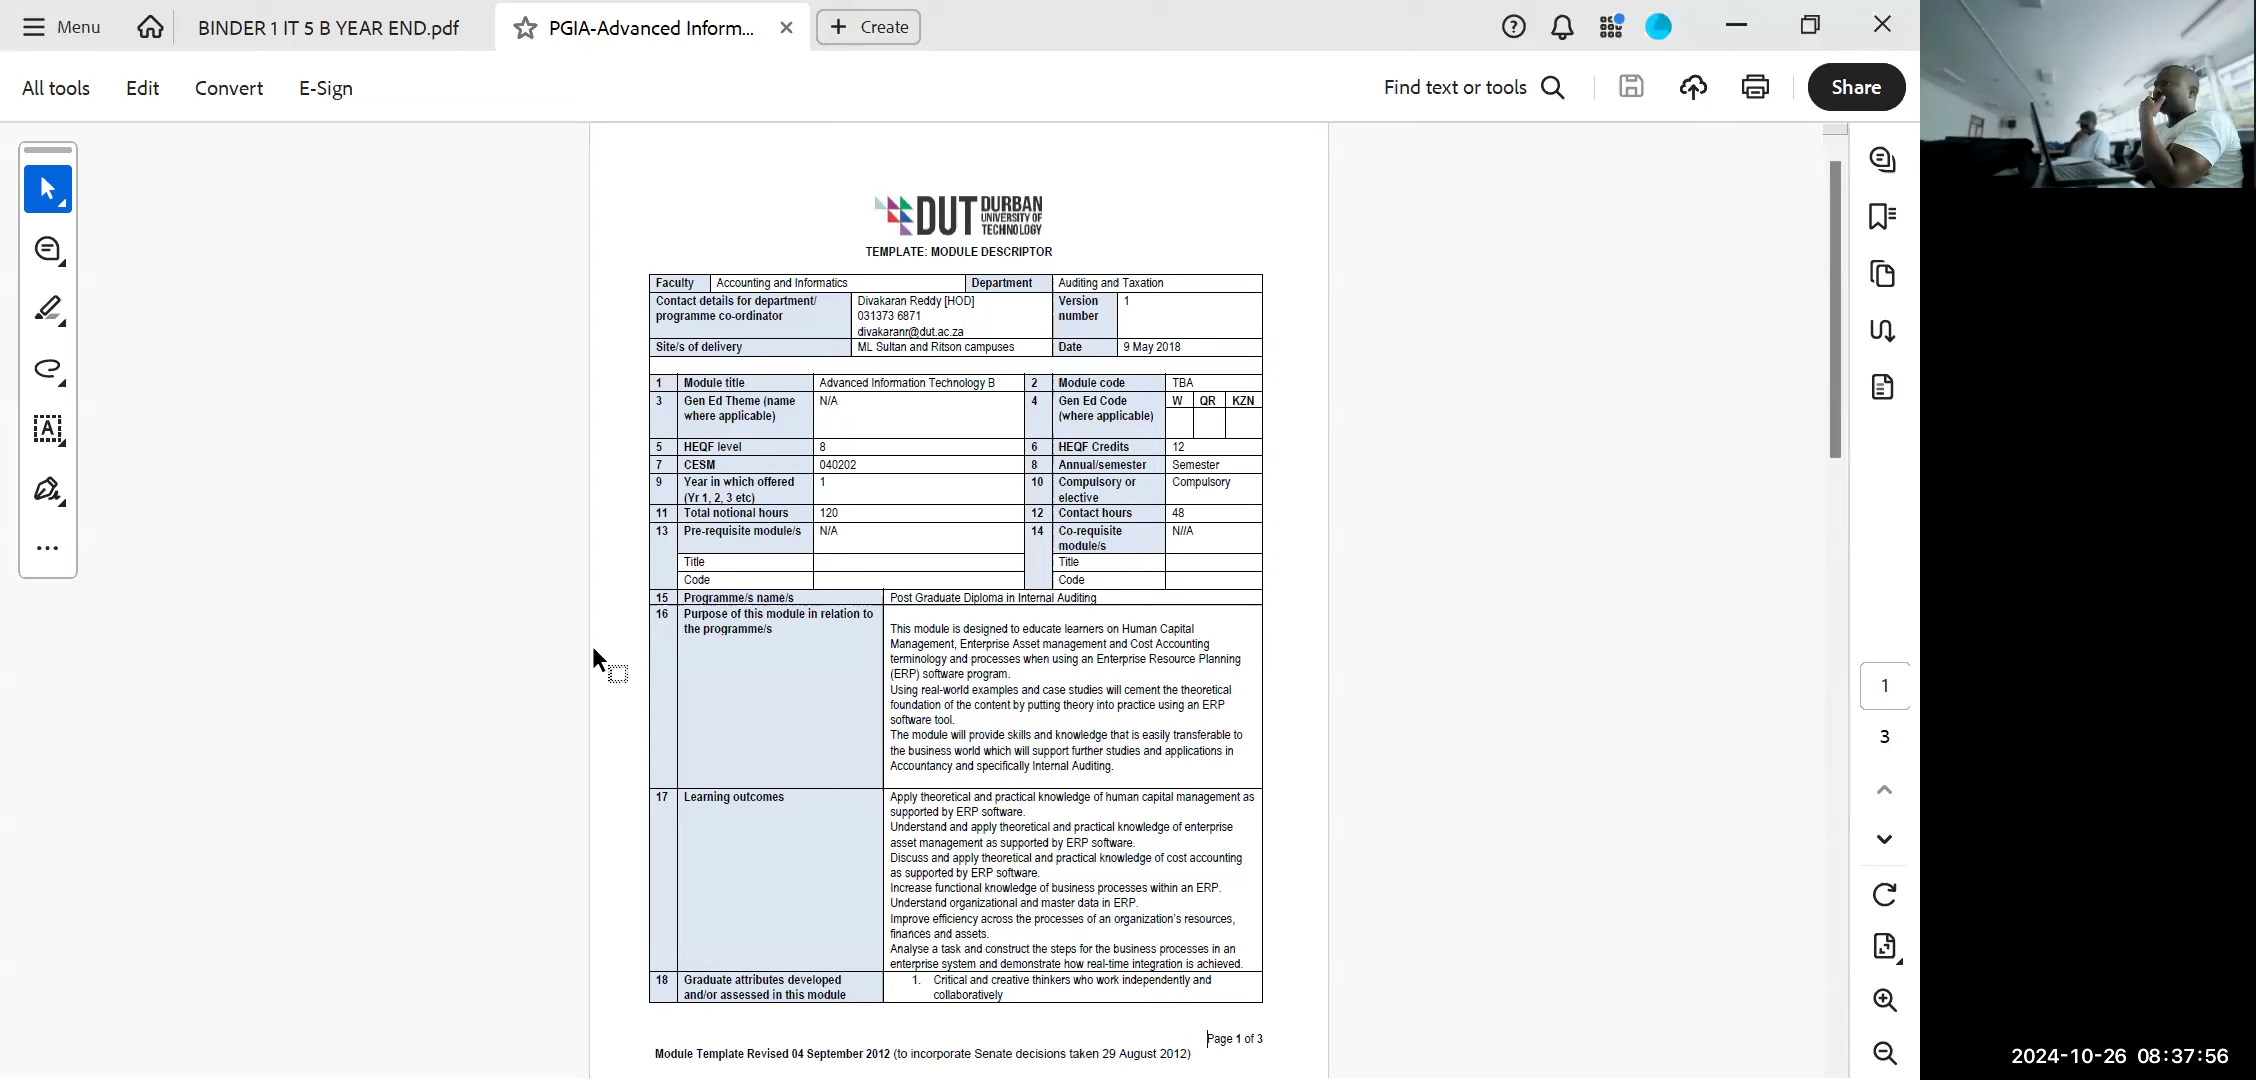 Menu BINDER 1 IT 5 B YEAR END.pdf PGIA-Advanced Inform... Create
All tools Edit Convert E-Sign Find text or tools Share
DUT DURBAN UNIVERSITY OF TECHNOLOGY
TEMPLATE: MODULE DESCRIPTOR
Faculty Accounting and Informatics Department Auditing and Taxation
Contact details for department/ Divakaran Reddy [HOD] Version 1
programme co-ordinator 031373 6871 number
divakaranr@dut.ac.za
Site/s of delivery ML Sultan and Ritson campuses Date 9 May 2018
1 Module title Advanced Information Technology B 2 Module code TBA
3 Gen Ed Theme (name N/A 4 Gen Ed Code W QR KZN
where applicable) (where applicable)
5 HEQF level 8 6 HEQF Credits 12
7 CESM 040202 8 Annual/semester Semester
9 Year in which offered 1 10 Compulsory or Compulsory
(Yr 1, 2, 3 etc) elective
11 Total notional hours 120 12 Contact hours 48
13 Pre-requisite module/s N/A 14 Co-requisite N//A
module/s
Title Title
Code Code
15 Programme/s name/s Post Graduate Diploma in Internal Auditing
16 Purpose of this module in relation to
the programme/s
This module is designed to educate learners on Human Capital
Management, Enterprise Asset management and Cost Accounting
terminology and processes when using an Enterprise Resource Planning
(ERP) software program.
Using real-world examples and case studies will cement the theoretical
foundation of the content by putting theory into practice using an ERP
software tool.
The module will provide skills and knowledge that is easily transferable to
the business world which will support further studies and applications in
Accountancy and specifically Internal Auditing.
17 Learning outcomes Apply theoretical and practical knowledge of human capital management as
supported by ERP software.
Understand and apply theoretical and practical knowledge of enterprise
asset management as supported by ERP software.
Discuss and apply theoretical and practical knowledge of cost accounting
as supported by ERP software.
Increase functional knowledge of business processes within an ERP.
Understand organizational and master data in ERP.
Improve efficiency across the processes of an organization's resources,
finances and assets.
Analyse a task and construct the steps for the business processes in an
enterprise system and demonstrate how real-time integration is achieved.
18 Graduate attributes developed 1. Critical and creative thinkers who work independently and
and/or assessed in this module collaboratively
Page 1 of 3
Module Template Revised 04 September 2012 (to incorporate Senate decisions taken 29 August 2012)
1
3
2024-10-26 08:37:56